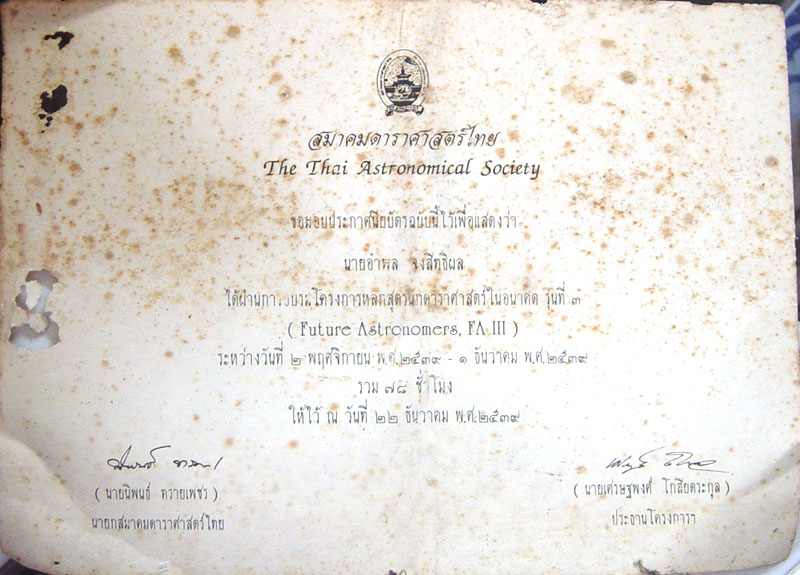 สมาคมดาราศาสตร์ไทย
The Thai Astronomical Society
ขอมอบประกาศนียบัตรฉบับนี้ไว้เพื่อแสดงว่า
นายอำพล จงสิทธิผล
ได้ผ่านการอบรมโครงการหลักสูตรนักดาราศาสตร์ในอนาคต รุ่นที่ ๓
( Future Astronomers, FA III )
ระหว่างวันที่ ๒ พฤศจิกายน พ.ศ.๒๕๓๙ - ๑ ธันวาคม พ.ศ.๒๕๓๙
รวม ๗๘ ชั่วโมง
ให้ไว้ ณ วันที่ ๒๒ ธันวาคม พ.ศ.๒๕๓๙
( นายนิพนธ์ ทรายเพชร )
นายกสมาคมดาราศาสตร์ไทย
( นายเศรษฐพงศ์ โกสิยตระกุล )
ประธานโครงการฯ